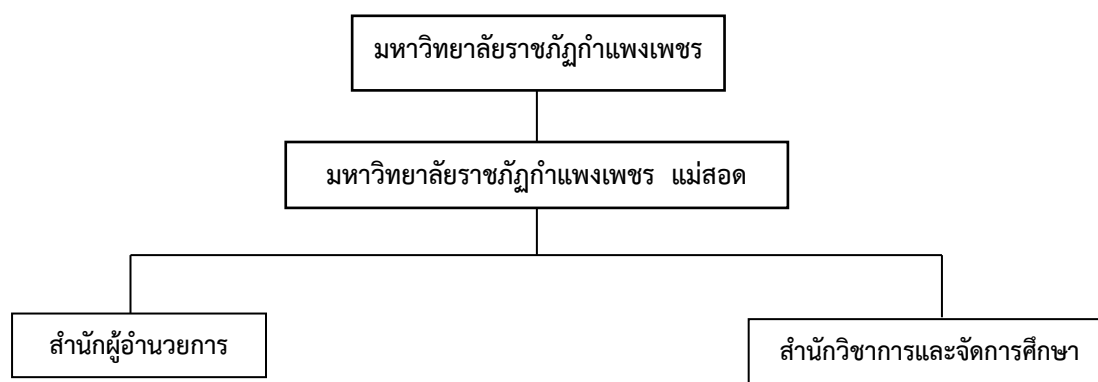 มหาวิทยาลัยราชภัฏกำแพงเพชร
มหาวิทยาลัยราชภัฏกำแพงเพชร แม่สอด
สำนักผู้อำนวยการ
สำนักวิชาการและจัดการศึกษา